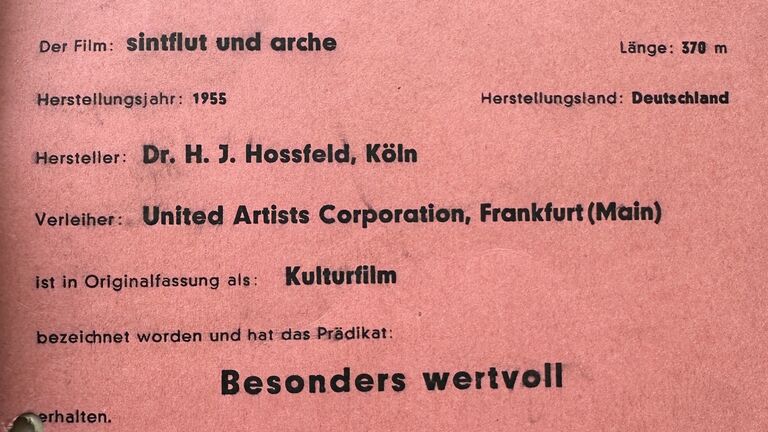 Der Film: sintflut und arche Länge: 370 m
Herstellungsjahr: 1955 Herstellungsland: Deutschland
Hersteller: Dr. H. J. Hossfeld, Köln
Verleiher: United Artists Corporation, Frankfurt (Main)
ist in Originalfassung als: Kulturfilm
bezeichnet worden und hat das Prädikat:
Besonders wertvoll
erhalten.